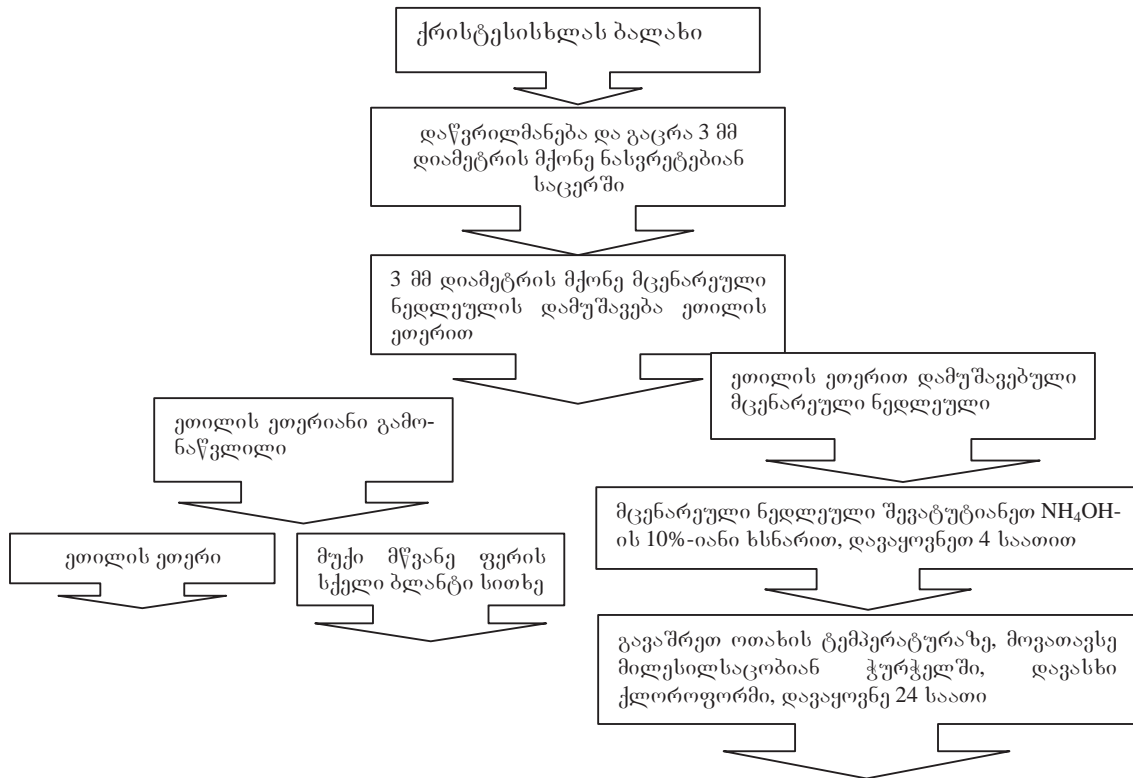 ქრისტესისხლას ბალახი
დაწვრილმანება და გაცრა 3 მმ
დიამეტრის მქონე ნასვრეტებიან
საცერში
3 მმ დიამეტრის მქონე მცენარეული
ნედლეულის დამუშავება ეთილის
ეთერით
ეთილის ეთერით დამუშავებული
მცენარეული ნედლეული
ეთილის ეთერიანი გამო-
ნაწვლილი
მცენარეული ნედლეული შევატუტიანეთ NH₄OH-
ის 10%-იანი ხსნარით, დავაყოვნეთ 4 საათით
ეთილის ეთერი
მუქი მწვანე ფერის
სქელი ბლანტი სითხე
გავაშრეთ ოთახის ტემპერატურაზე, მოვათავსე
მილესილსაცობიან ჭურჭელში, დავასხი
ქლოროფორმი, დავაყოვნე 24 საათი